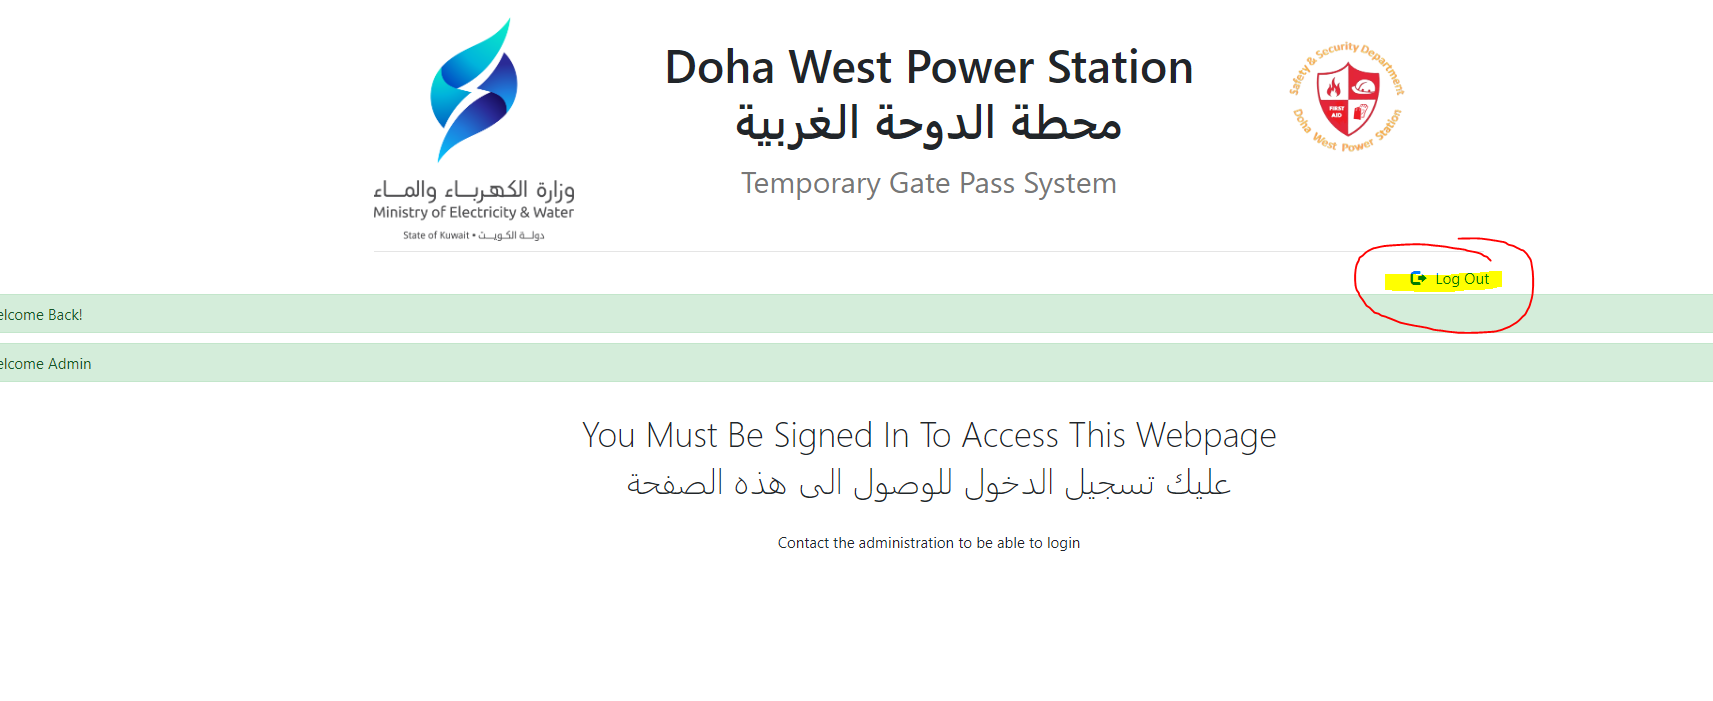 Doha West Power Station
محطة الدوحة الغربية
Temporary Gate Pass System
وزارة الكهرباء والماء
Ministry of Electricity & Water
State of Kuwait • دولة الكويت
Safety & Security Department
FIRST
AID
Doha West Power Station
Log Out
elcome Back!
elcome Admin
You Must Be Signed In To Access This Webpage
عليك تسجيل الدخول للوصول الى هذه الصفحة
Contact the administration to be able to login